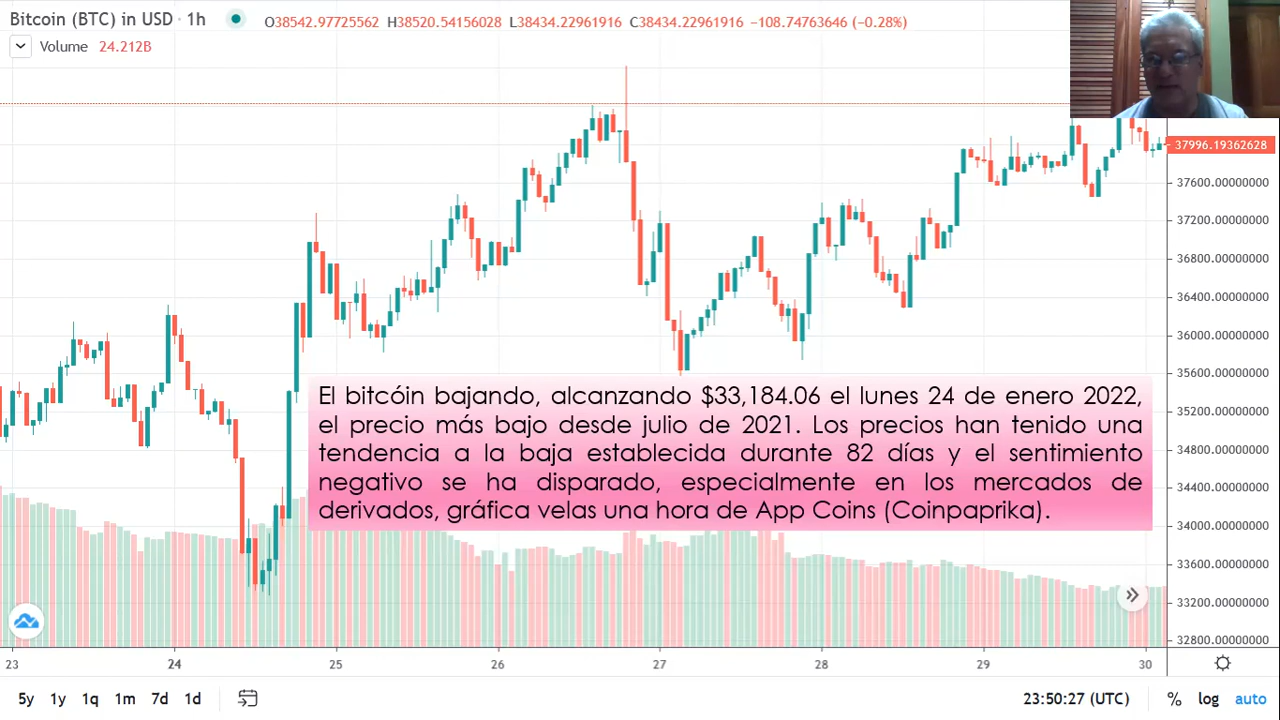 Bitcoin (BTC) in USD · 1h O38542.97725562 H38520.54156028 L38434.22961916 C38434.22961916 −108.74763646 (−0.28%)
Volume 24.212B
37996.19362628
37600.00000000
37200.00000000
36800.00000000
36400.00000000
36000.00000000
35600.00000000
35200.00000000
34800.00000000
34400.00000000
34000.00000000
33600.00000000
33200.00000000
32800.00000000
El bitcóin bajando, alcanzando $33,184.06 el lunes 24 de enero 2022,
el precio más bajo desde julio de 2021. Los precios han tenido una
tendencia a la baja establecida durante 82 días y el sentimiento
negativo se ha disparado, especialmente en los mercados de
derivados, gráfica velas una hora de App Coins (Coinpaprika).
23 24 25 26 27 28 29 30
5y 1y 1q 1m 7d 1d 23:50:27 (UTC) % log auto